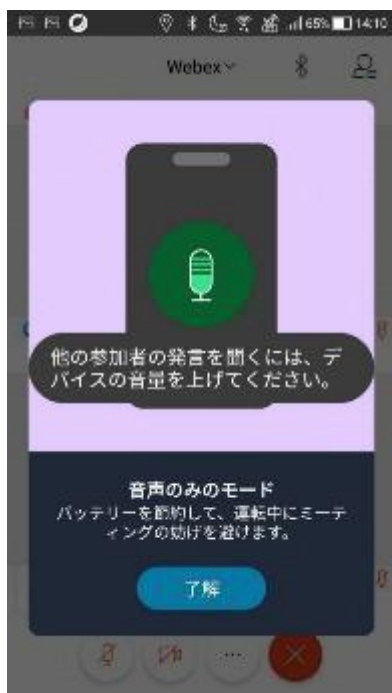 65% 14:10
Webex
他の参加者の発言を聞くには、デ
バイスの音量を上げてください。
音声のみのモード
バッテリーを節約して、運転中にミーテ
ィングの妨げを避けます。
了解